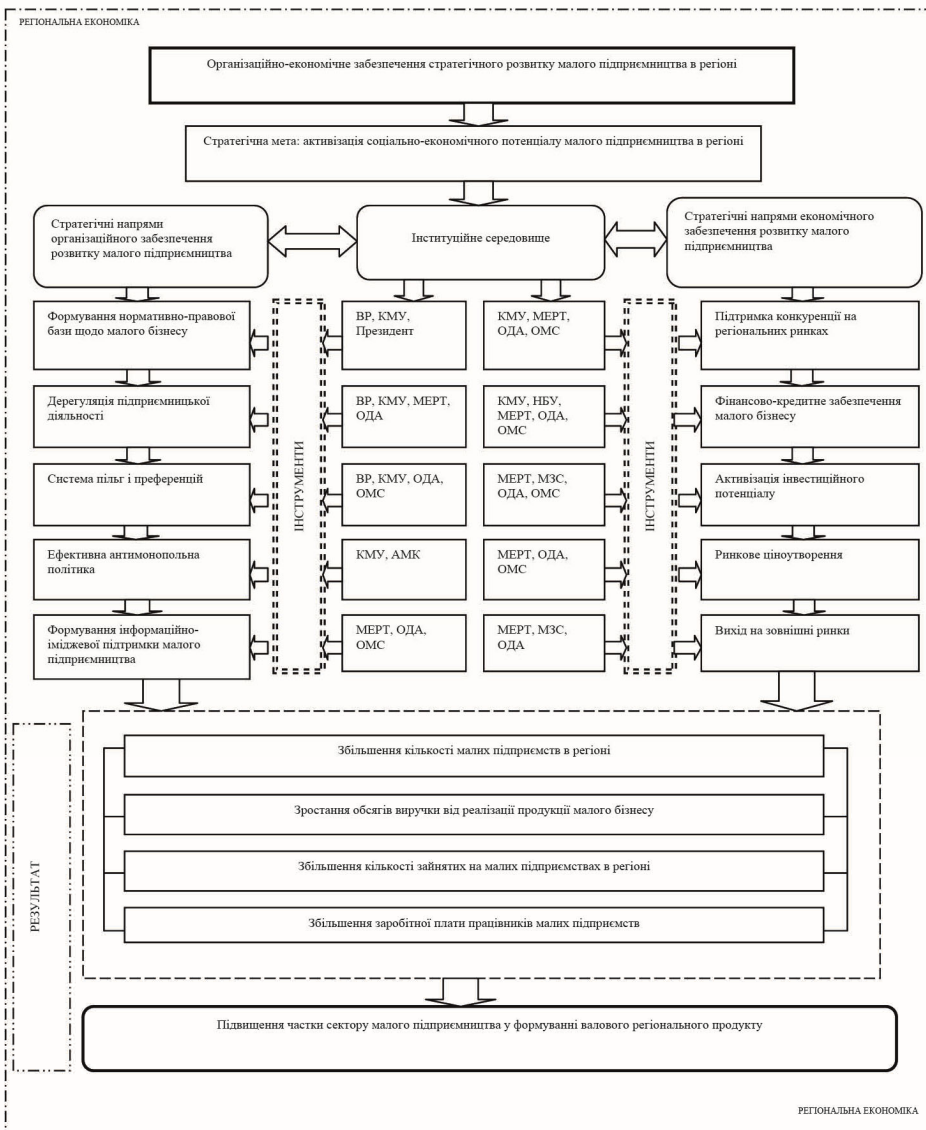 РЕГІОНАЛЬНА ЕКОНОМІКА
Організаційно-економічне забезпечення стратегічного розвитку малого підприємництва в регіоні
Стратегічна мета: активизація соціально-економічного потенціалу малого підприємництва в регіоні
Стратегічні напрями
організаційного забезпечення
розвитку малого підприємництва
Інституційне середовище
Стратегічні напрями економічного
забезпечення розвитку малого
підприємництва
Формування нормативно-правової
бази щодо малого бізнесу
Дерегуляція підприємницької
діяльності
Система пільг і преференцій
Ефективна антимонопольна
політика
Формування інформаційно-
іміджевої підтримки малого
підприємництва
ІНСТРУМЕНТИ
ВР, КМУ,
Президент
ВР, КМУ, МЕРТ,
ОДА
ВР, КМУ, ОДА,
ОМС
КМУ, АМК
МЕРТ, ОДА,
ОМС
КМУ, МЕРТ,
ОДА, ОМС
КМУ, НБУ,
МЕРТ, ОДА,
ОМС
МЕРТ, МЗС,
ОДА, ОМС
МЕРТ, ОДА,
ОМС
МЕРТ, МЗС,
ОДА
ІНСТРУМЕНТИ
Підтримка конкуренції на
регіональних ринках
Фінансово-кредитне забезпечення
малого бізнесу
Активізація інвестиційного
потенціалу
Ринкове ціноутворення
Вихід на зовнішні ринки
РЕЗУЛЬТАТ
Збільшення кількості малих підприємств в регіоні
Зростання обсягів виручки від реалізації продукції малого бізнесу
Збільшення кількості зайнятих на малих підприємствах в регіоні
Збільшення заробітної плати працівників малих підприємств
Підвищення частки сектору малого підприємництва у формуванні валового регіонального продукту
РЕГІОНАЛЬНА ЕКОНОМІКА